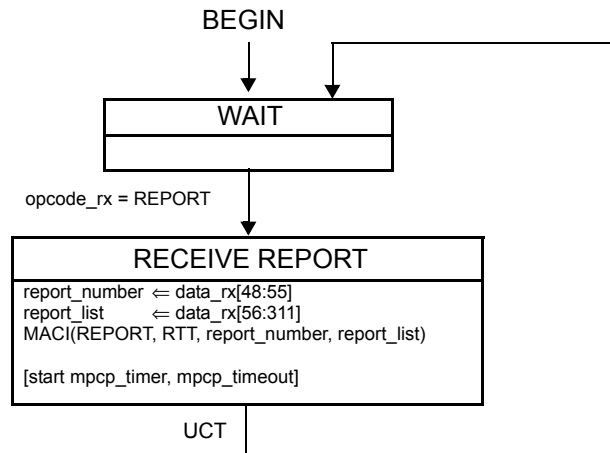 BEGIN
WAIT
opcode_rx = REPORT
RECEIVE REPORT
report_number ⇐ data_rx[48:55]
report_list ⇐ data_rx[56:311]
MACI(REPORT, RTT, report_number, report_list)
[start mpcp_timer, mpcp_timeout]
UCT